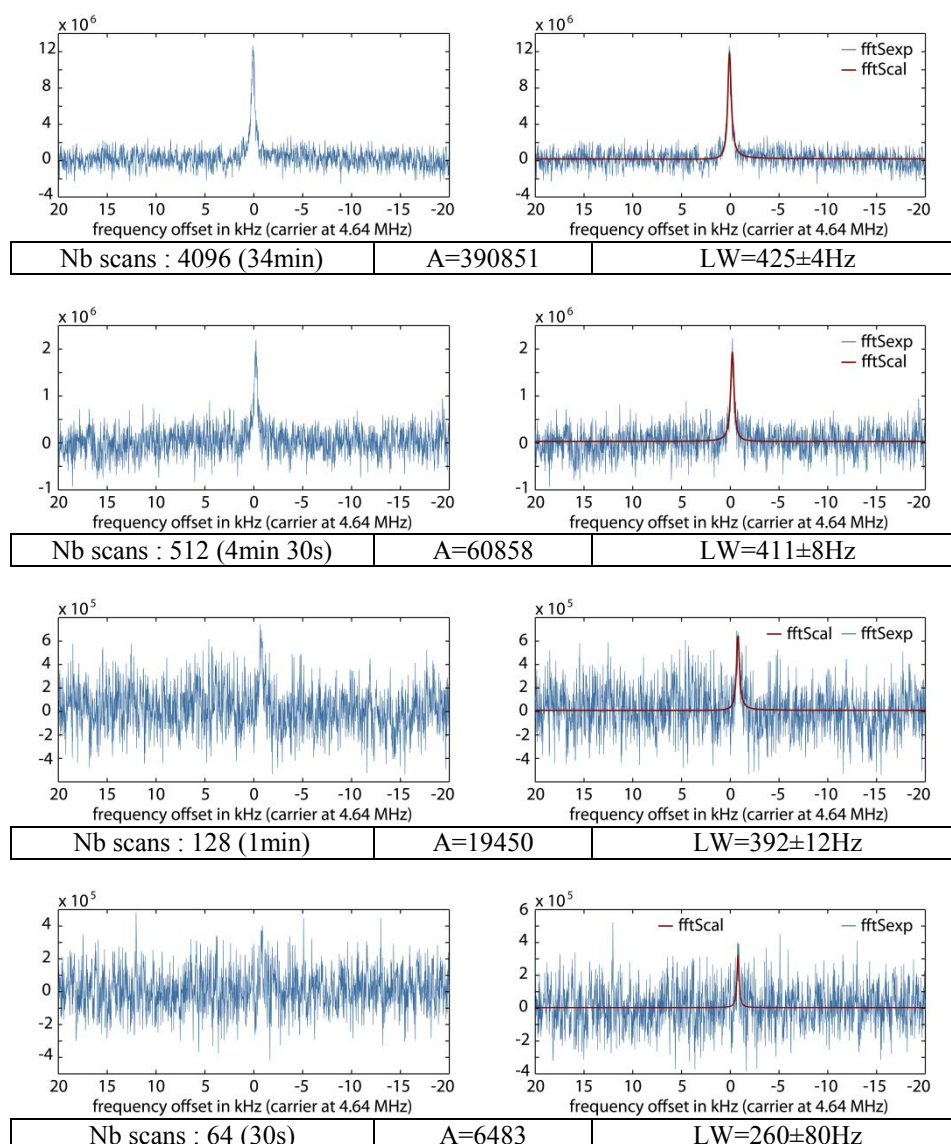 x 10^6
x 10^6
12
8
4
0
-4
fftSexp
fftScal
12
8
4
0
-4
20 15 10 5 0 -5 -10 -15 -20
20 15 10 5 0 -5 -10 -15 -20
frequency offset in kHz (carrier at 4.64 MHz)
frequency offset in kHz (carrier at 4.64 MHz)
Nb scans : 4096 (34min) A=390851 LW=425±4Hz
x 10^6
x 10^6
2
1
0
-1
fftSexp
fftScal
2
1
0
-1
20 15 10 5 0 -5 -10 -15 -20
20 15 10 5 0 -5 -10 -15 -20
frequency offset in kHz (carrier at 4.64 MHz)
frequency offset in kHz (carrier at 4.64 MHz)
Nb scans : 512 (4min 30s) A=60858 LW=411±8Hz
x 10^5
x 10^5
6
4
2
0
-2
-4
fftScal fftSexp
6
4
2
0
-2
-4
20 15 10 5 0 -5 -10 -15 -20
20 15 10 5 0 -5 -10 -15 -20
frequency offset in kHz (carrier at 4.64 MHz)
frequency offset in kHz (carrier at 4.64 MHz)
Nb scans : 128 (1min) A=19450 LW=392±12Hz
x 10^5
x 10^5
4
2
0
-2
-4
fftScal fftSexp
6
4
2
0
-2
-4
20 15 10 5 0 -5 -10 -15 -20
20 15 10 5 0 -5 -10 -15 -20
frequency offset in kHz (carrier at 4.64 MHz)
frequency offset in kHz (carrier at 4.64 MHz)
Nb scans : 64 (30s) A=6483 LW=260±80Hz